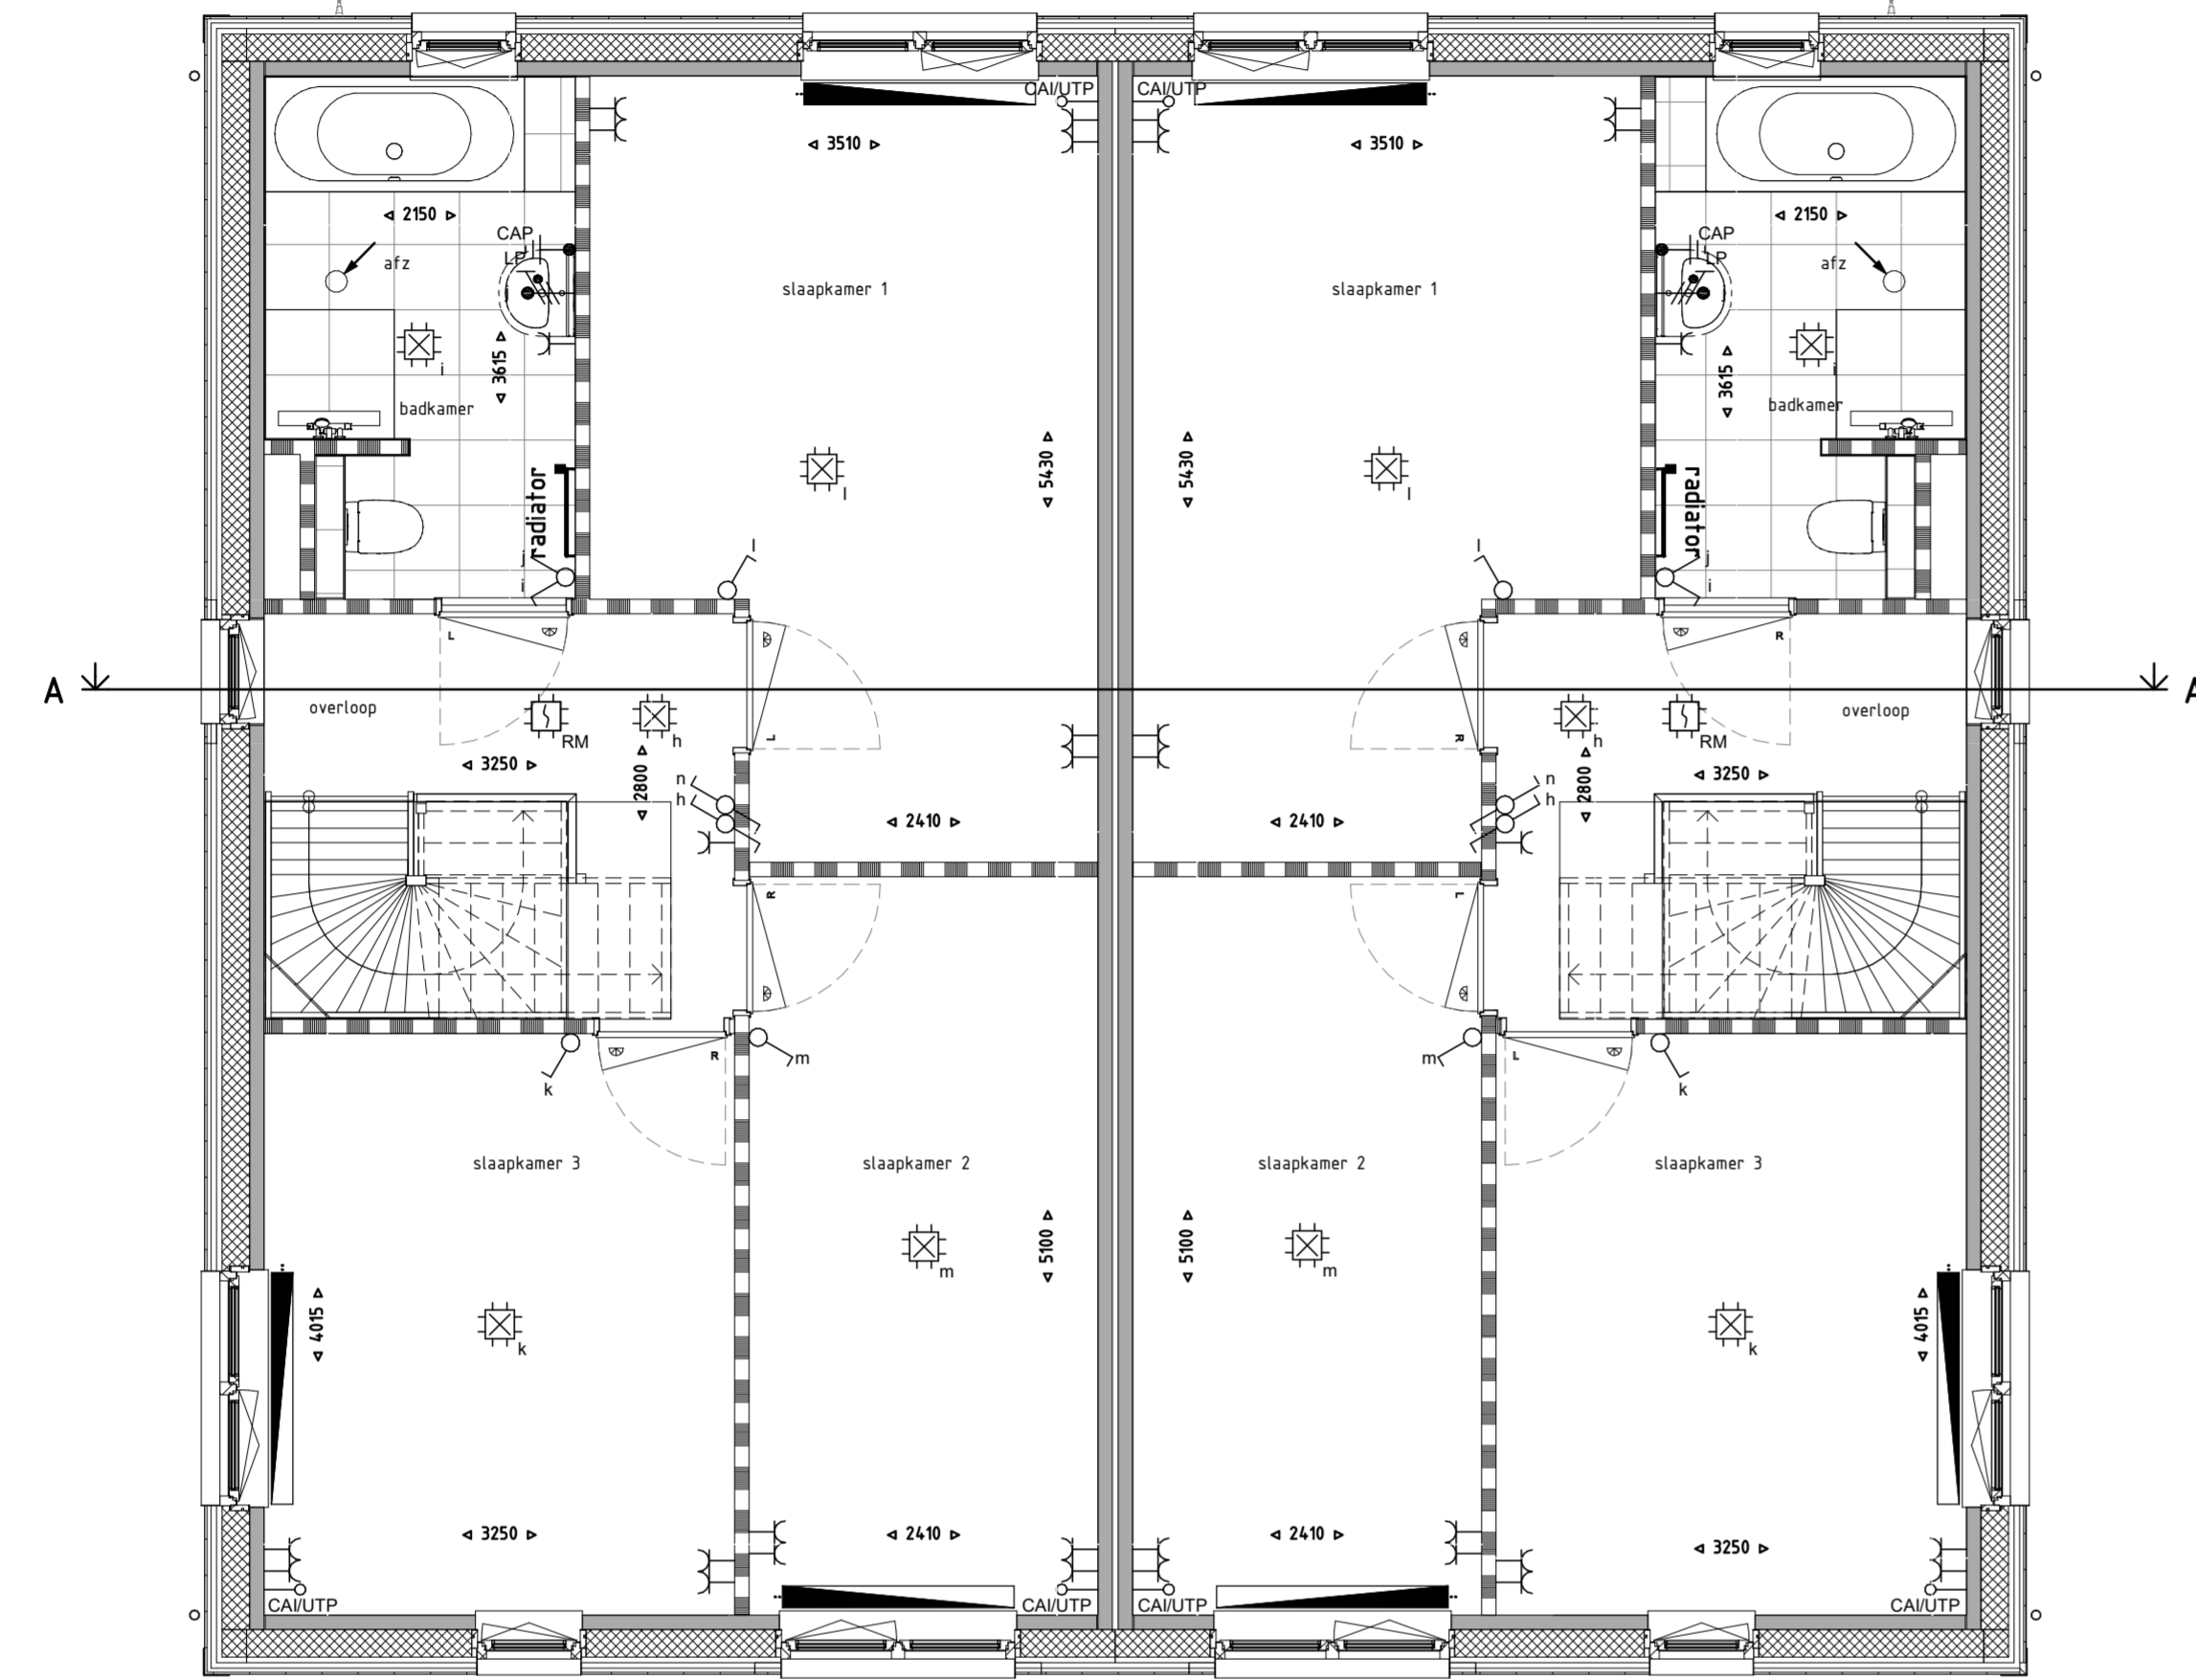 CAI/UTP CAI/UTP
3510 3510
2150 2150
CAP CAP
LP LP
afz afz
slaapkamer 1 slaapkamer 1
3615 3615
i i
badkamer badkamer
5430 5430
l l
radiator radiator
l l
j j
i i
L R
R
A A
overloop overloop
RM h h RM
L R
3250 2800 2800 3250
n n
h h
2410 2410
R L
R L
m m
k k
slaapkamer 3 slaapkamer 2 slaapkamer 2 slaapkamer 3
5100 5100
m m
4015 4015
k k
3250 2410 2410 3250
CAI/UTP CAI/UTP CAI/UTP CAI/UTP